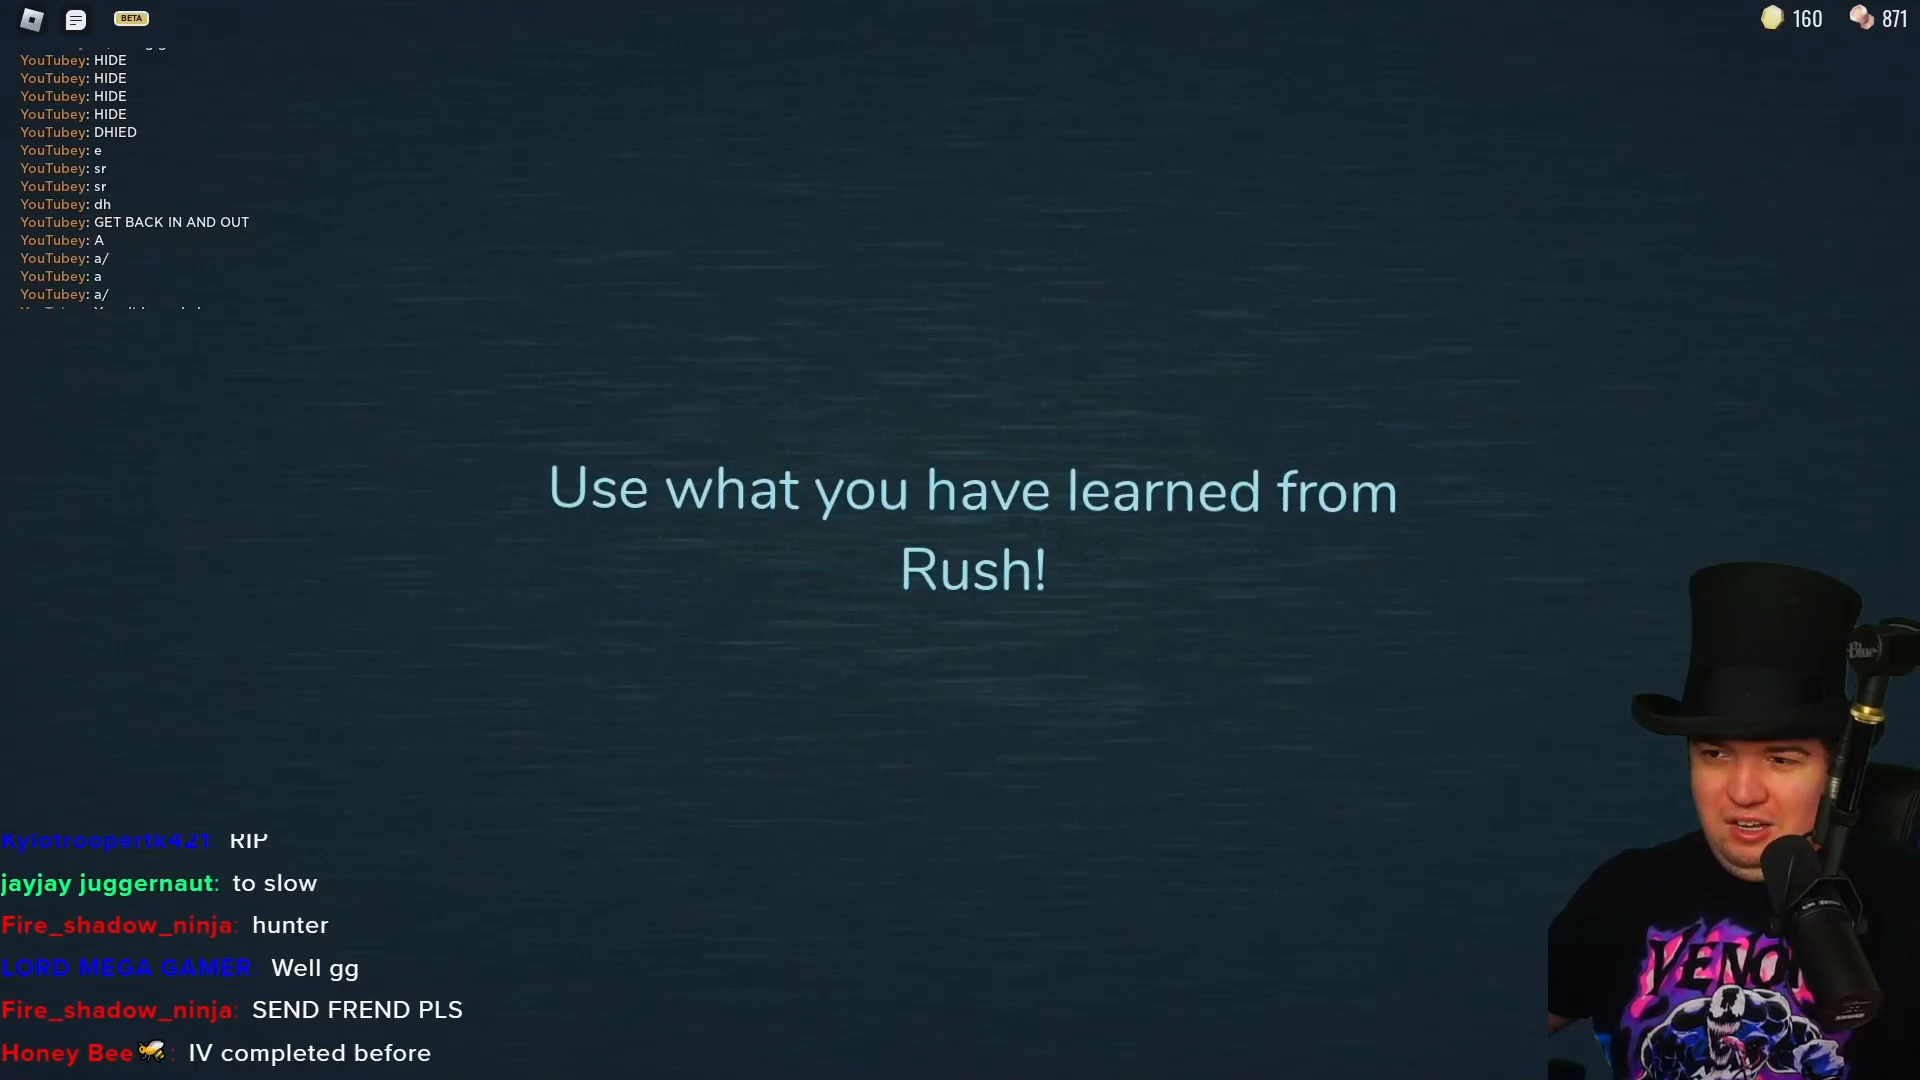 BETA
160
871
YouTubey: HIDE
YouTubey: HIDE
YouTubey: HIDE
YouTubey: HIDE
YouTubey: DHIED
YouTubey: e
YouTubey: sr
YouTubey: sr
YouTubey: dh
YouTubey: GET BACK IN AND OUT
YouTubey: A
YouTubey: a/
YouTubey: a
YouTubey: a/
Use what you have learned from
Rush!
Kylotroopertk421: RIP
jayjay juggernaut: to slow
Fire_shadow_ninja: hunter
LORD MEGA GAMER: Well gg
Fire_shadow_ninja: SEND FREND PLS
Honey Bee🐝: IV completed before
Blue
VENO